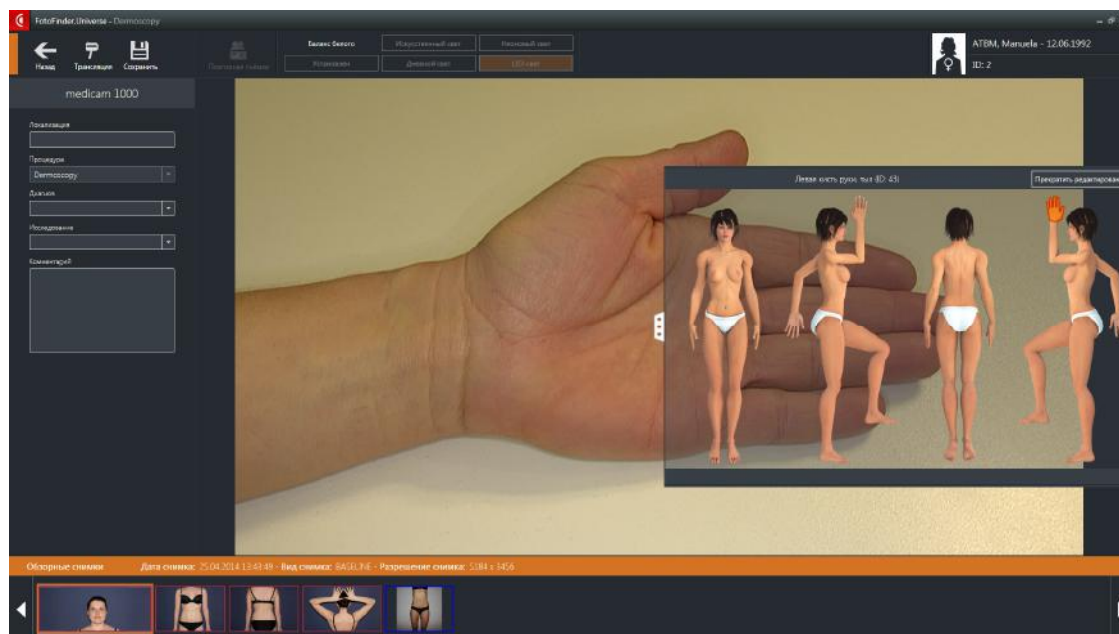 FotoFinder.Universe - Dermoscopy
Назад
Трансляция
Сохранить
Баланс белого
Искусственный свет
Неоновый свет
Установлен
Дневной свет
LED свет
ATBM, Manuela - 12.06.1992
ID: 2
medicam 1000
Локализация
Процедура
Dermoscopy
Диагноз
Исследование
Комментарий
Левая кисть руки, тыл (ID: 43)
Прекратить редактирован
Обзорные снимки
Дата снимка: 25.04.2014 13:43:49 - Вид снимка: BASELINE - Разрешение снимка: 5184 x 3456